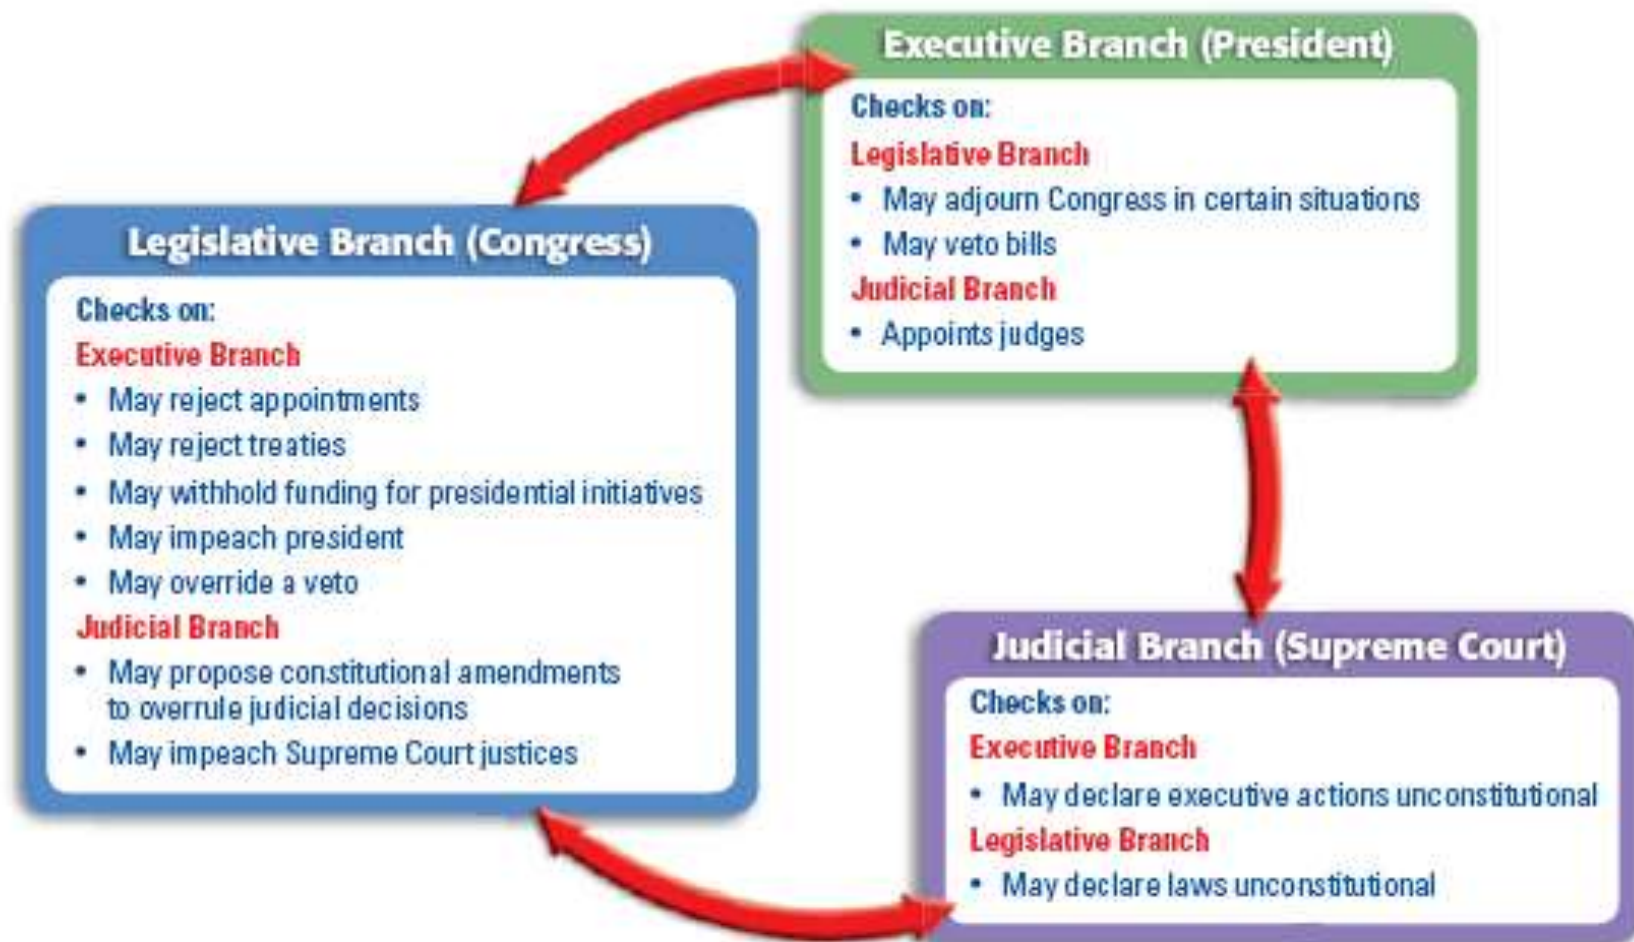 Executive Branch (President)
Checks on:
Legislative Branch
• May adjourn Congress in certain situations
• May veto bills
Judicial Branch
• Appoints judges
Legislative Branch (Congress)
Checks on:
Executive Branch
• May reject appointments
• May reject treaties
• May withhold funding for presidential initiatives
• May impeach president
• May override a veto
Judicial Branch
• May propose constitutional amendments
to overrule judicial decisions
• May impeach Supreme Court justices
Judicial Branch (Supreme Court)
Checks on:
Executive Branch
• May declare executive actions unconstitutional
Legislative Branch
• May declare laws unconstitutional